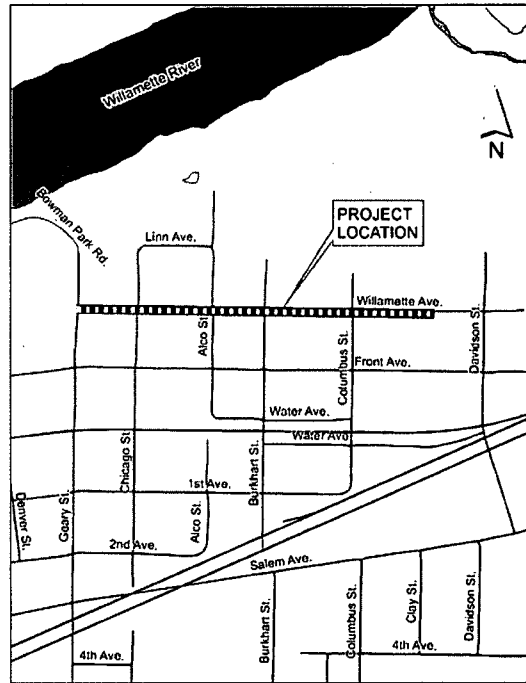 Willamette River
N
Bowman Park Rd.
PROJECT
LOCATION
Linn Ave.
Willamette Ave.
Alco St.
Columbus St.
Davidson St.
Front Ave.
Water Ave.
Chicago St
Water Ave
Burkhart St.
1st Ave.
Denver St.
Geary St.
Alco St.
2nd Ave.
Salem Ave.
Burkhart St.
Columbus St.
Clay St.
Davidson St.
4th Ave.
4th Ave.